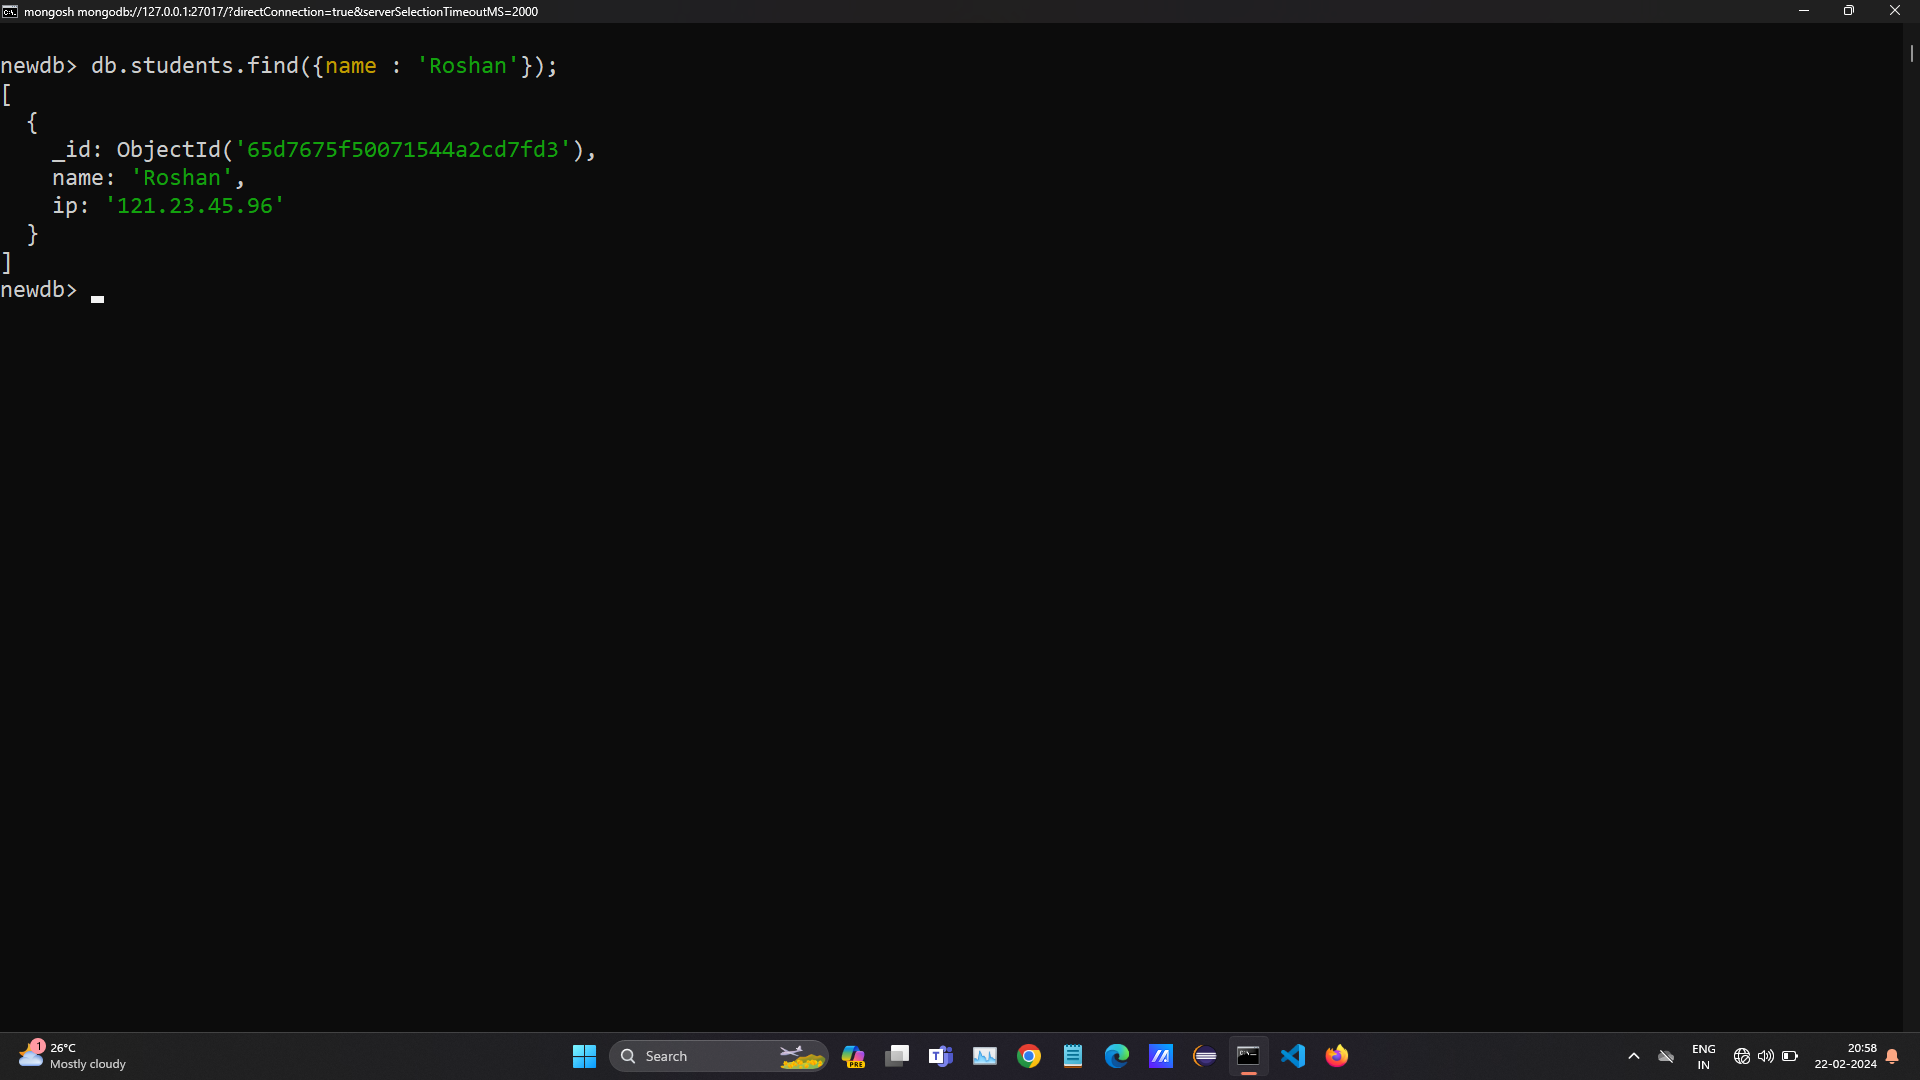 mongosh mongodb://127.0.0.1:27017/?directConnection=true&serverSelectionTimeoutMS=2000
newdb> db.students.find({name : 'Roshan'});
[
  {
    _id: ObjectId('65d7675f50071544a2cd7fd3'),
    name: 'Roshan',
    ip: '121.23.45.96'
  }
]
newdb>
1
26°C
Mostly cloudy
Search
PRE
ENG
IN
20:58
22-02-2024